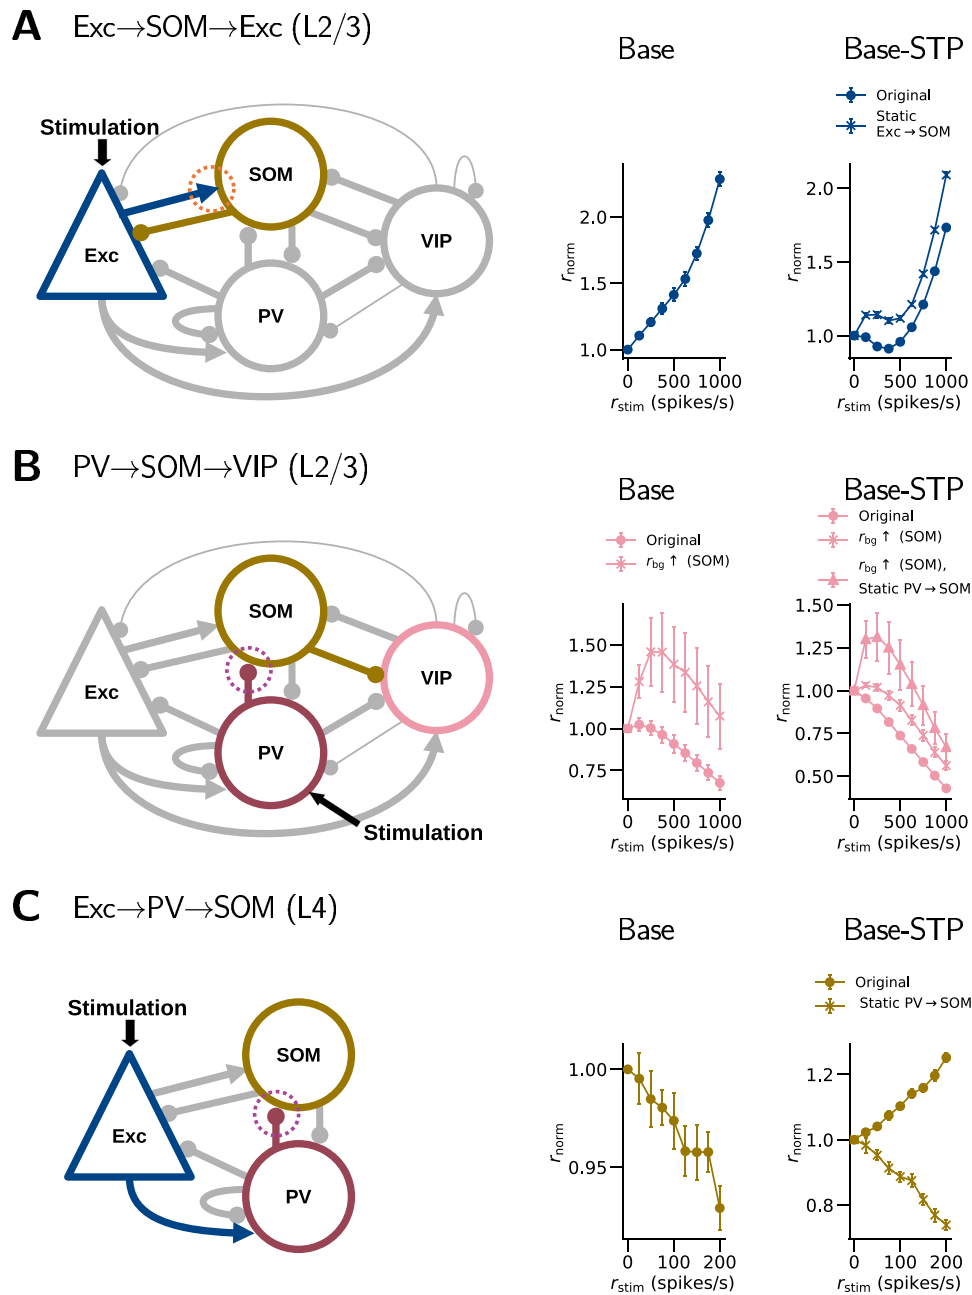 A Exc→SOM→Exc (L2/3)
Base
Base-STP
Original
Static
Exc→SOM
Stimulation
SOM
Exc
VIP
PV
r_norm
2.0
1.5
1.0
0 500 1000
r_stim (spikes/s)
r_norm
2.0
1.5
1.0
0 500 1000
r_stim (spikes/s)
B PV→SOM→VIP (L2/3)
Base
Base-STP
Original
r_bg ↑ (SOM)
Original
r_bg ↑ (SOM)
r_bg ↑ (SOM),
Static PV→SOM
SOM
Exc
VIP
PV
Stimulation
r_norm
1.50
1.25
1.00
0.75
0 500 1000
r_stim (spikes/s)
r_norm
1.50
1.25
1.00
0.75
0.50
0 500 1000
r_stim (spikes/s)
C Exc→PV→SOM (L4)
Base
Base-STP
Original
Static PV→SOM
Stimulation
SOM
Exc
PV
r_norm
1.00
0.95
0 100 200
r_stim (spikes/s)
r_norm
1.2
1.0
0.8
0 100 200
r_stim (spikes/s)